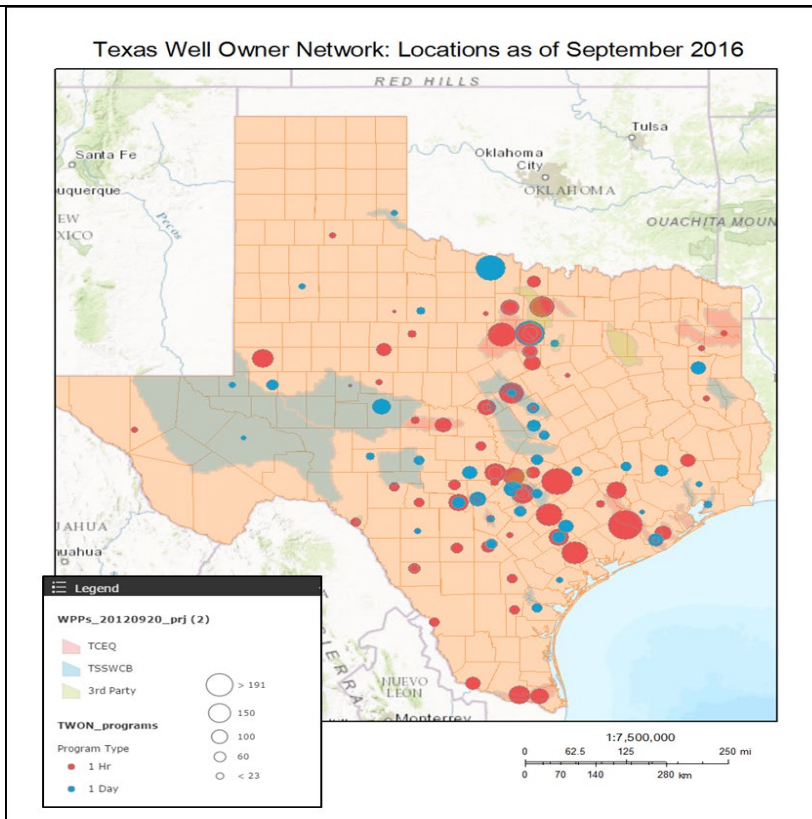 Texas Well Owner Network: Locations as of September 2016
RED HILLS
Tulsa
Santa Fe
Oklahoma
City
OKLAHOMA
uquerque
Pecos
EW
XICO
OUACHITA MOUN
UAHUA
huahua
SIERRA
NUEVO
LEÓN
Monterrey
Legend
WPPs_20120920_prj (2)
TCEQ
TSSWCB
3rd Party
TWON_programs
Program Type
1 Hr
1 Day
> 191
150
100
60
< 23
1:7,500,000
0 62.5 125 250 mi
0 70 140 280 km